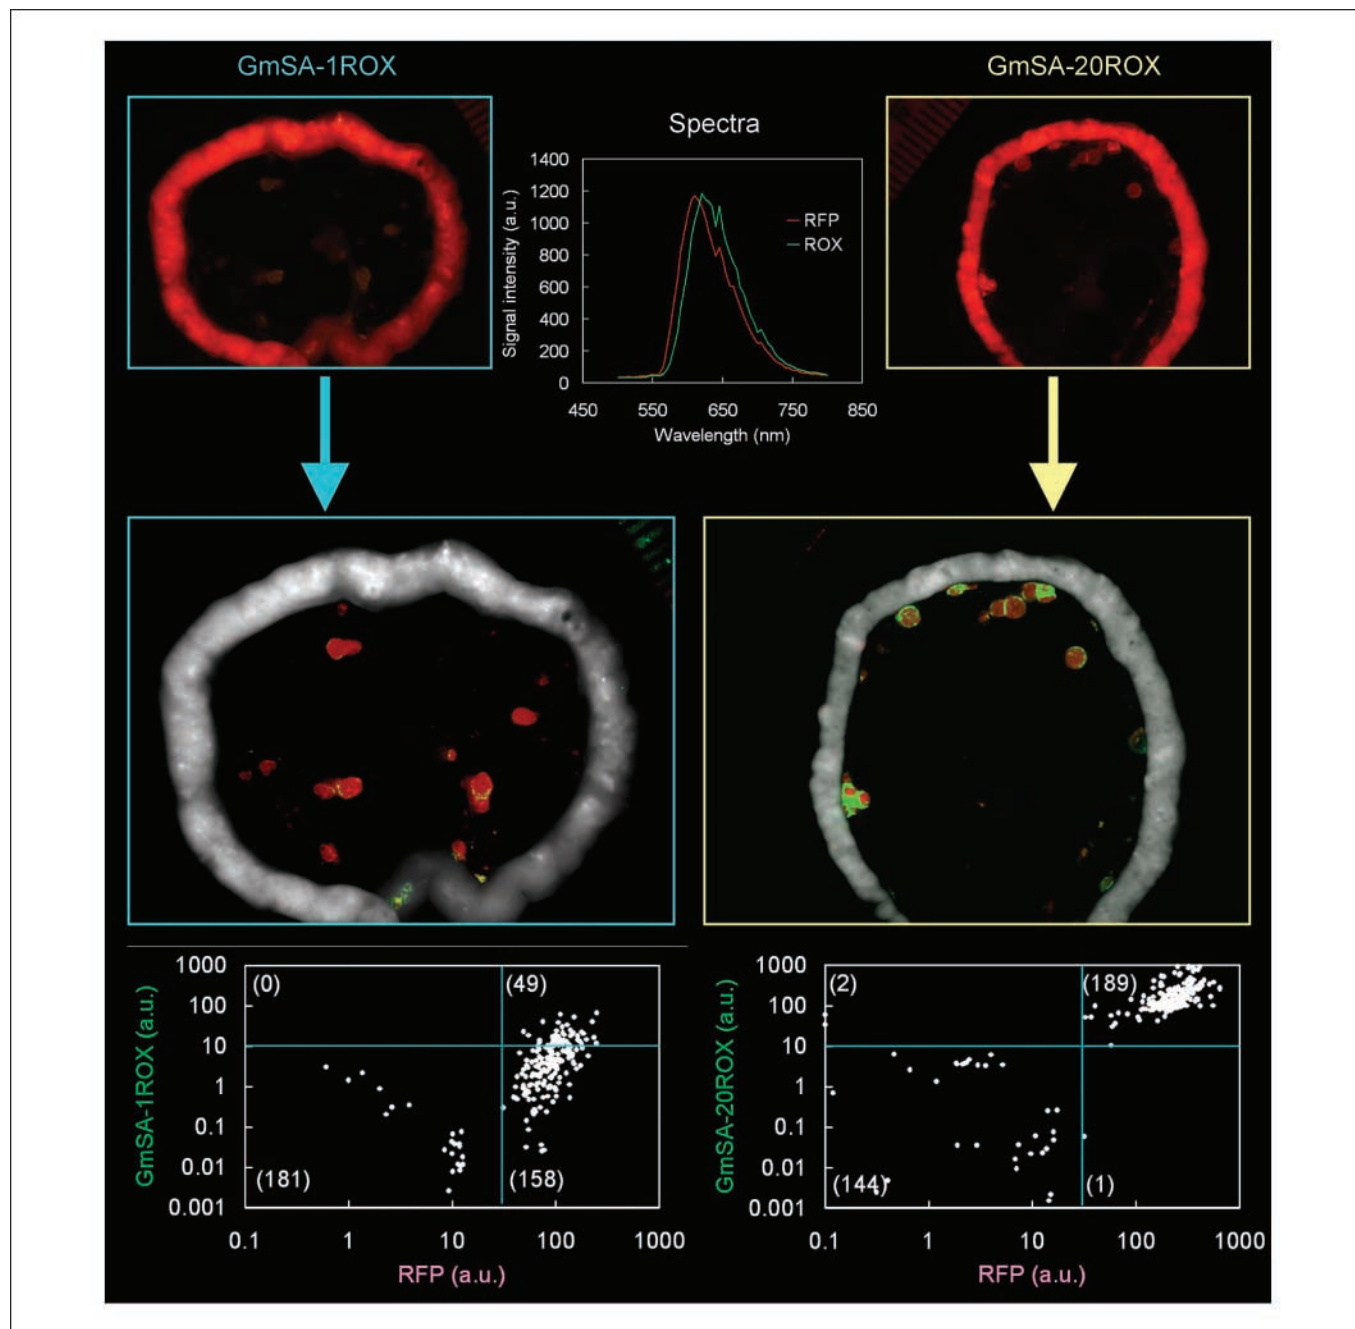 GmSA-1ROX
GmSA-20ROX
Spectra
Signal intensity (a.u.)
1400
1200
1000
800
600
400
200
0
RFP
ROX
450 550 650 750 850
Wavelength (nm)
GmSA-1ROX (a.u.)
1000
100
10
1
0.1
0.01
0.001
(0)
(49)
(181)
(158)
0.1 1 10 100 1000
RFP (a.u.)
GmSA-20ROX (a.u.)
1000
100
10
1
0.1
0.01
0.001
(2)
(189)
(144)
(1)
0.1 1 10 100 1000
RFP (a.u.)